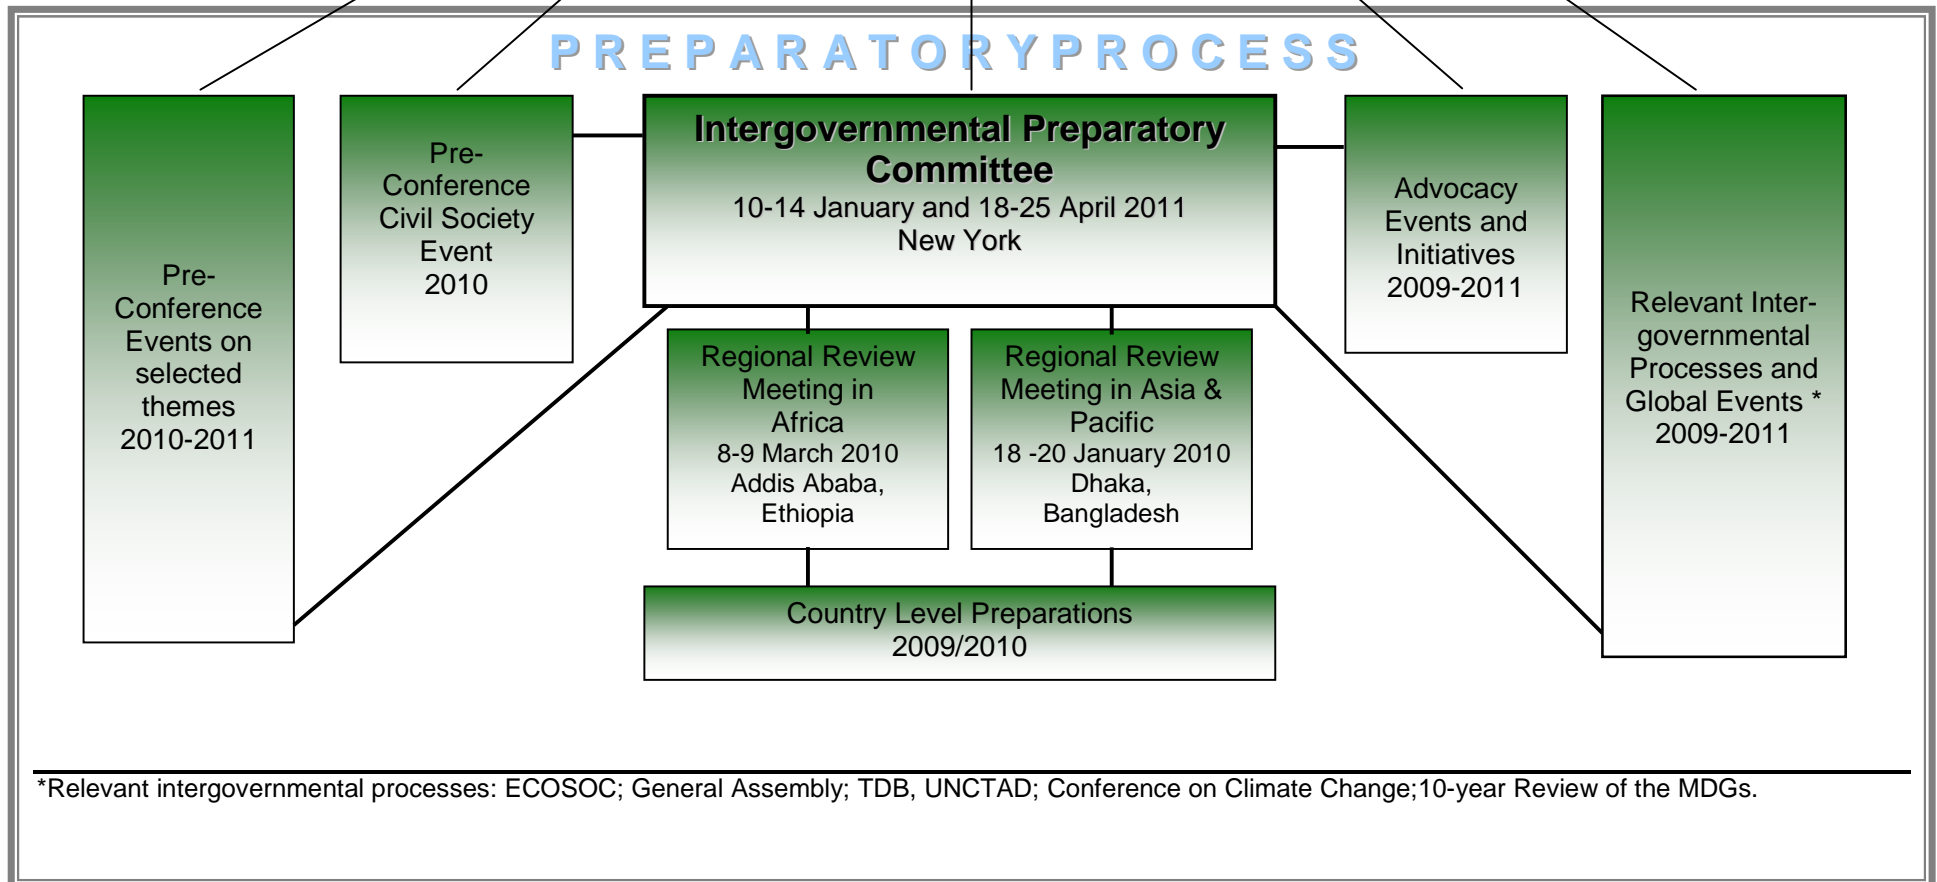 P R E P A R A T O R Y P R O C E S S
Pre-
Conference
Events on
selected
themes
2010-2011
Pre-
Conference
Civil Society
Event
2010
Intergovernmental Preparatory
Committee
10-14 January and 18-25 April 2011
New York
Advocacy
Events and
Initiatives
2009-2011
Relevant Inter-
governmental
Processes and
Global Events *
2009-2011
Regional Review
Meeting in
Africa
8-9 March 2010
Addis Ababa,
Ethiopia
Regional Review
Meeting in Asia &
Pacific
18 -20 January 2010
Dhaka,
Bangladesh
Country Level Preparations
2009/2010
*Relevant intergovernmental processes: ECOSOC; General Assembly; TDB, UNCTAD; Conference on Climate Change;10-year Review of the MDGs.